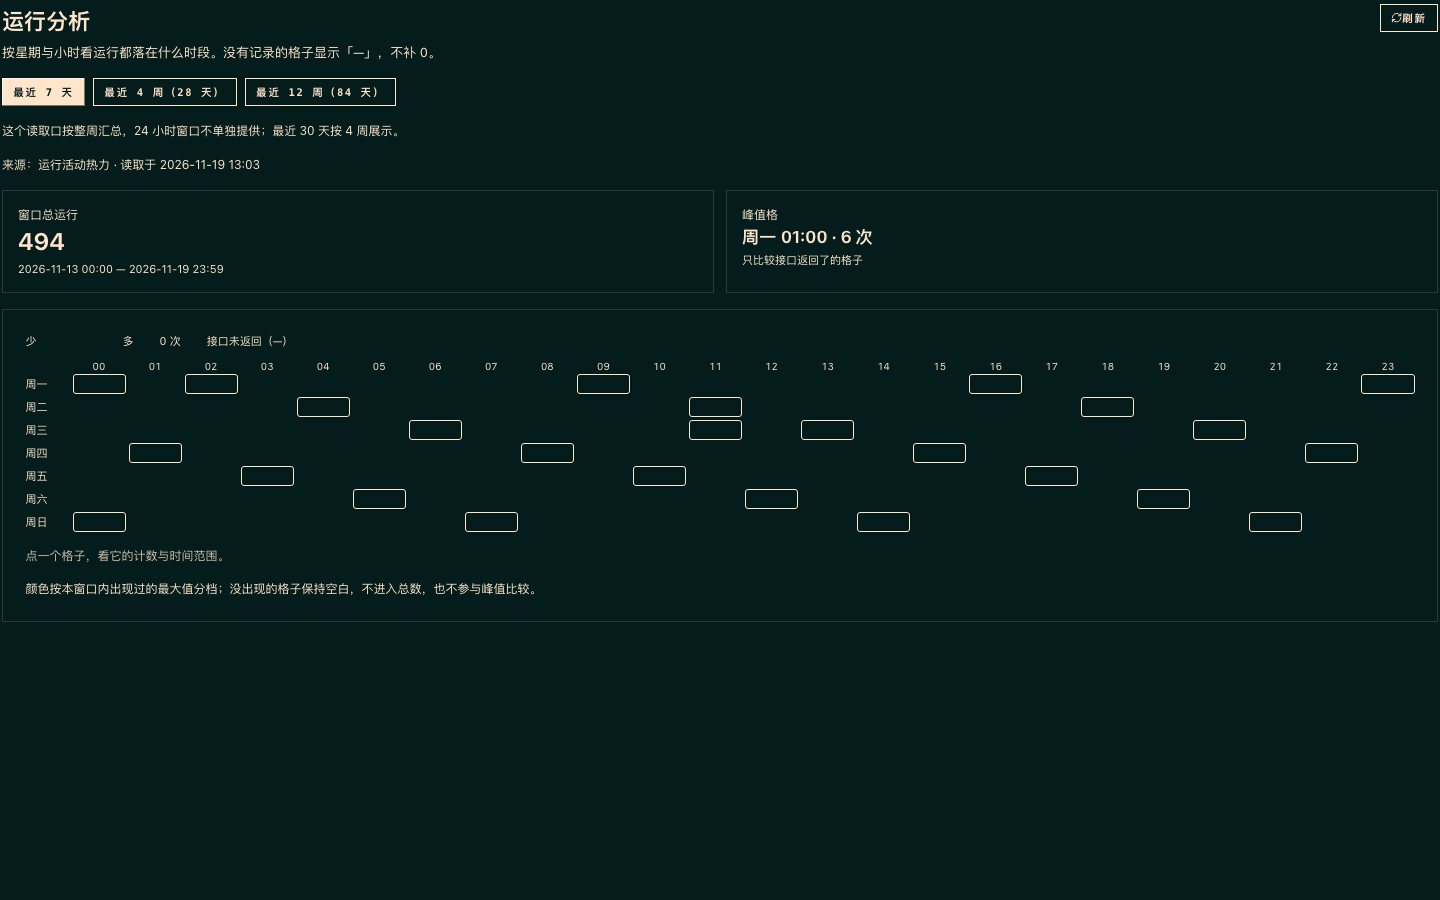 运行分析
刷新
按星期与小时看运行都落在什么时段。没有记录的格子显示「—」，不补 0。
最近 7 天
最近 4 周（28 天）
最近 12 周（84 天）
这个读取口按整周汇总，24 小时窗口不单独提供；最近 30 天按 4 周展示。
来源：运行活动热力 · 读取于 2026-11-19 13:03
窗口总运行
494
2026-11-13 00:00 — 2026-11-19 23:59
峰值格
周一 01:00 · 6 次
只比较接口返回了的格子
少 多 0 次 接口未返回（—）
00 01 02 03 04 05 06 07 08 09 10 11 12 13 14 15 16 17 18 19 20 21 22 23
周一
周二
周三
周四
周五
周六
周日
点一个格子，看它的计数与时间范围。
颜色按本窗口内出现过的最大值分档；没出现的格子保持空白，不进入总数，也不参与峰值比较。